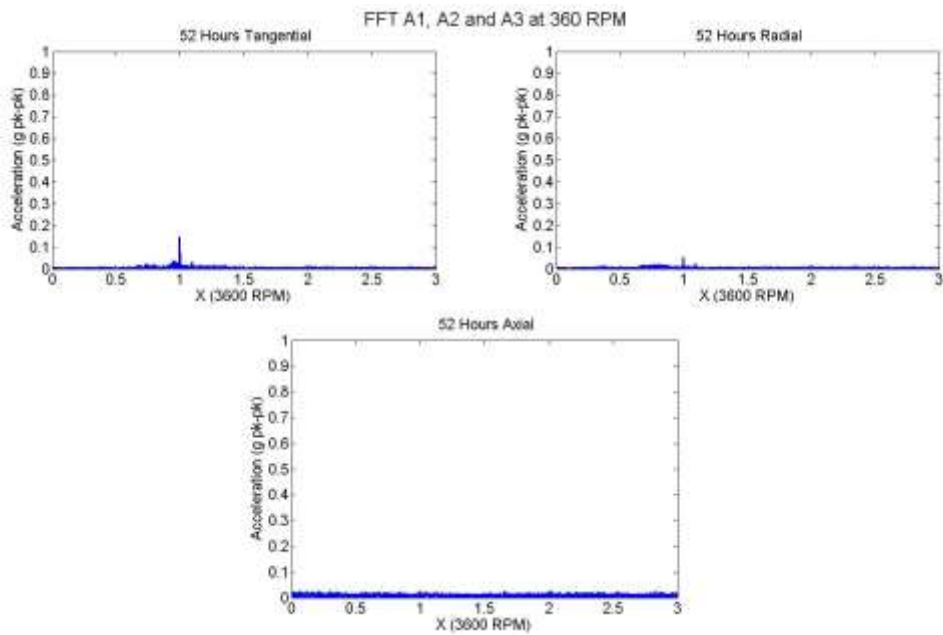 FFT A1, A2 and A3 at 360 RPM
52 Hours Tangential
1
0.9
0.8
0.7
0.6
0.5
0.4
0.3
0.2
0.1
0
Acceleration (g pk-pk)
0 0.5 1 1.5 2 2.5 3
X (3600 RPM)
52 Hours Radial
1
0.9
0.8
0.7
0.6
0.5
0.4
0.3
0.2
0.1
0
Acceleration (g pk-pk)
0 0.5 1 1.5 2 2.5 3
X (3600 RPM)
52 Hours Axial
1
0.9
0.8
0.7
0.6
0.5
0.4
0.3
0.2
0.1
0
Acceleration (g pk-pk)
0 0.5 1 1.5 2 2.5 3
X (3600 RPM)